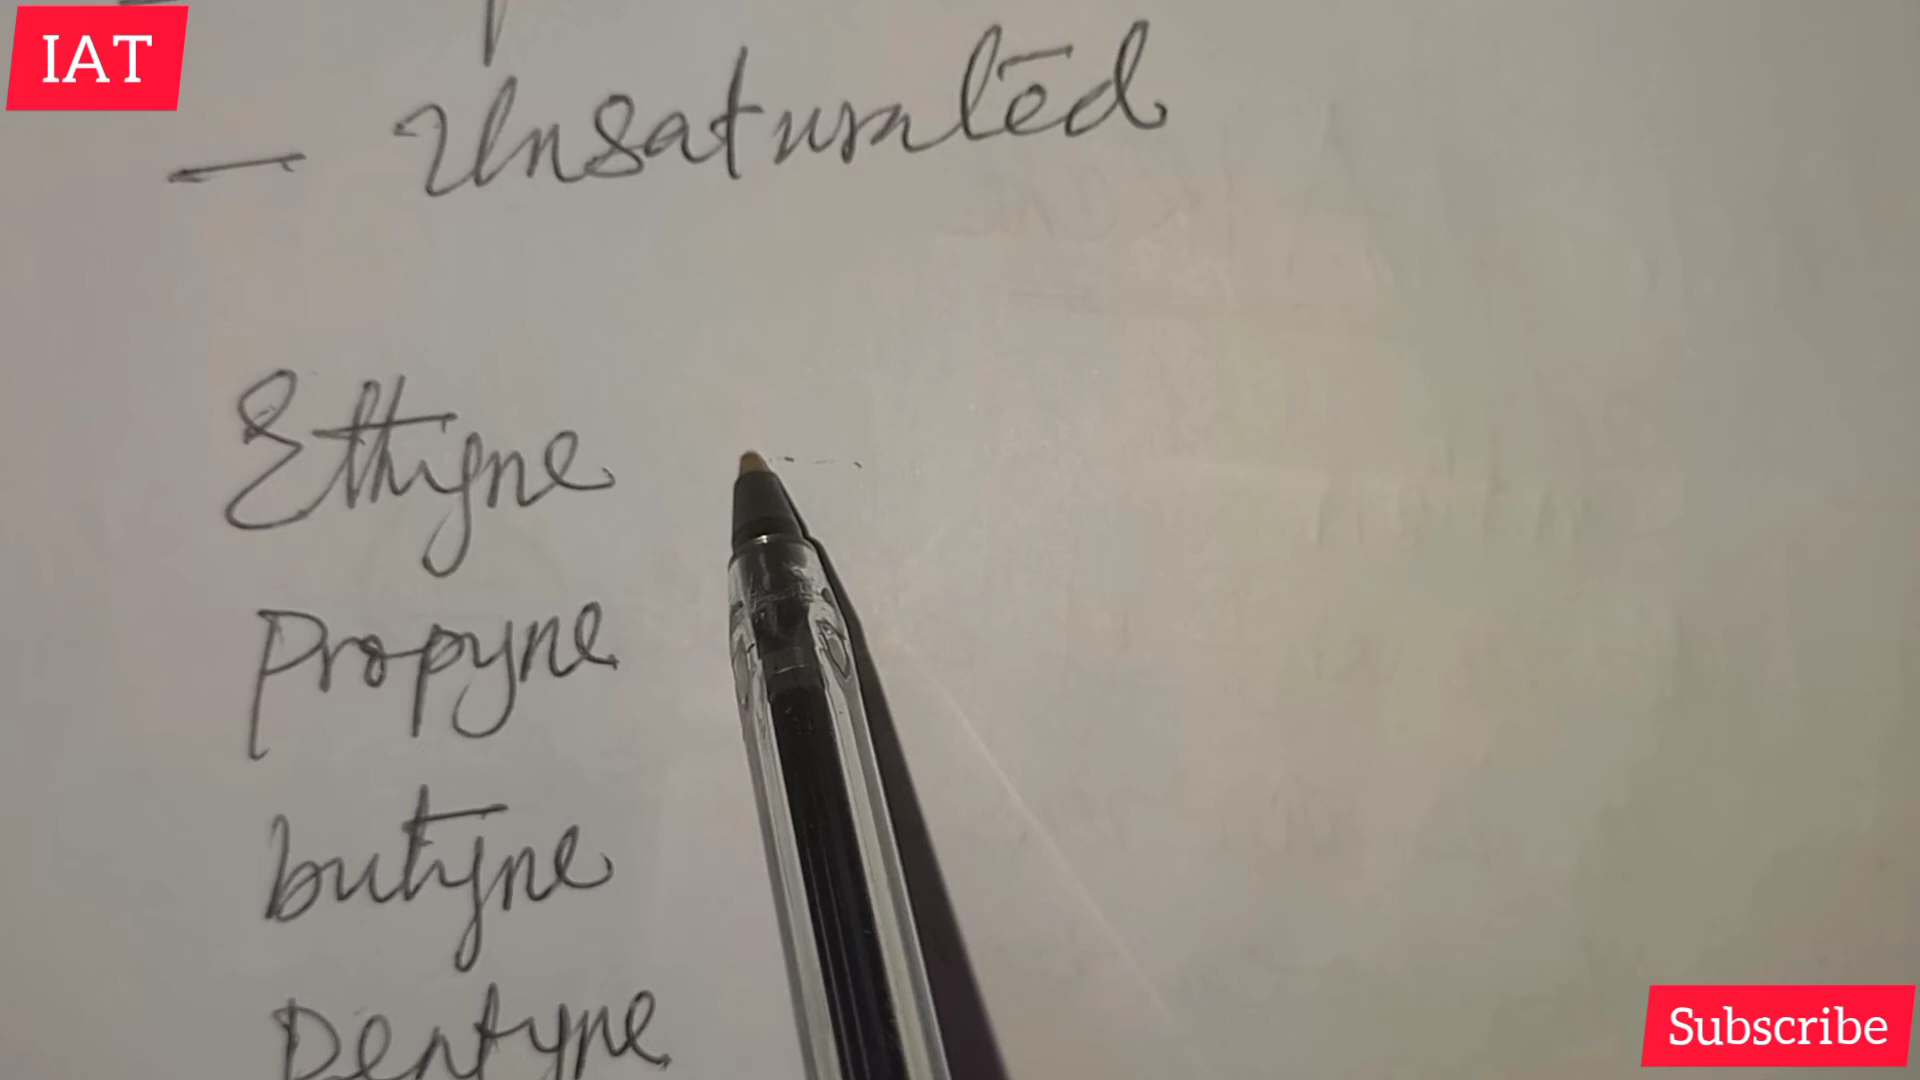 IAT
- Unsaturated
Ethyne
Propyne
butyne
Pentyne
Subscribe